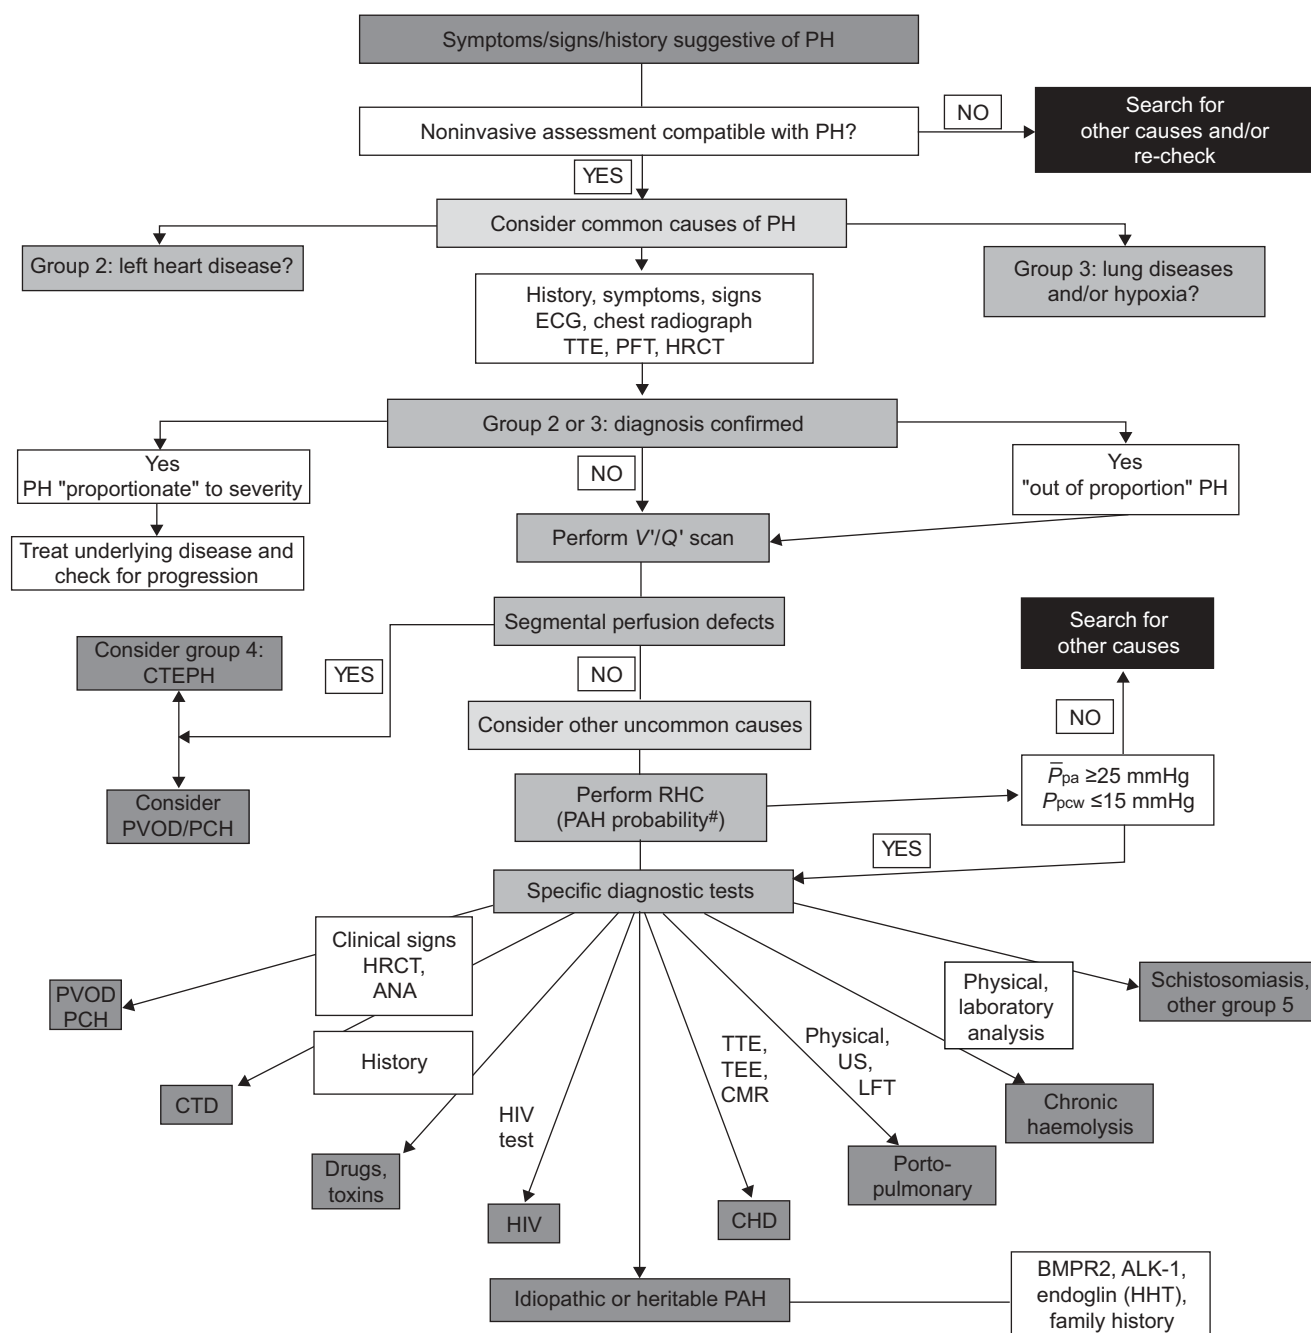 Symptoms/signs/history suggestive of PH
Noninvasive assessment compatible with PH?
NO
Search for
other causes and/or
re-check
YES
Consider common causes of PH
Group 2: left heart disease?
Group 3: lung diseases
and/or hypoxia?
History, symptoms, signs
ECG, chest radiograph
TTE, PFT, HRCT
Group 2 or 3: diagnosis confirmed
Yes
PH "proportionate" to severity
NO
Yes
"out of proportion" PH
Treat underlying disease and
check for progression
Perform V'/Q' scan
Segmental perfusion defects
Search for
other causes
Consider group 4:
CTEPH
YES
NO
NO
Consider other uncommon causes
Consider
PVOD/PCH
Perform RHC
(PAH probability#)
P̅pa ≥25 mmHg
Ppcw ≤15 mmHg
YES
Specific diagnostic tests
Clinical signs
HRCT,
ANA
PVOD
PCH
Physical,
laboratory
analysis
Schistosomiasis,
other group 5
History
TTE,
TEE,
CMR
Physical,
US,
LFT
CTD
HIV
test
Chronic
haemolysis
Drugs,
toxins
Porto-
pulmonary
HIV
CHD
Idiopathic or heritable PAH
BMPR2, ALK-1,
endoglin (HHT),
family history